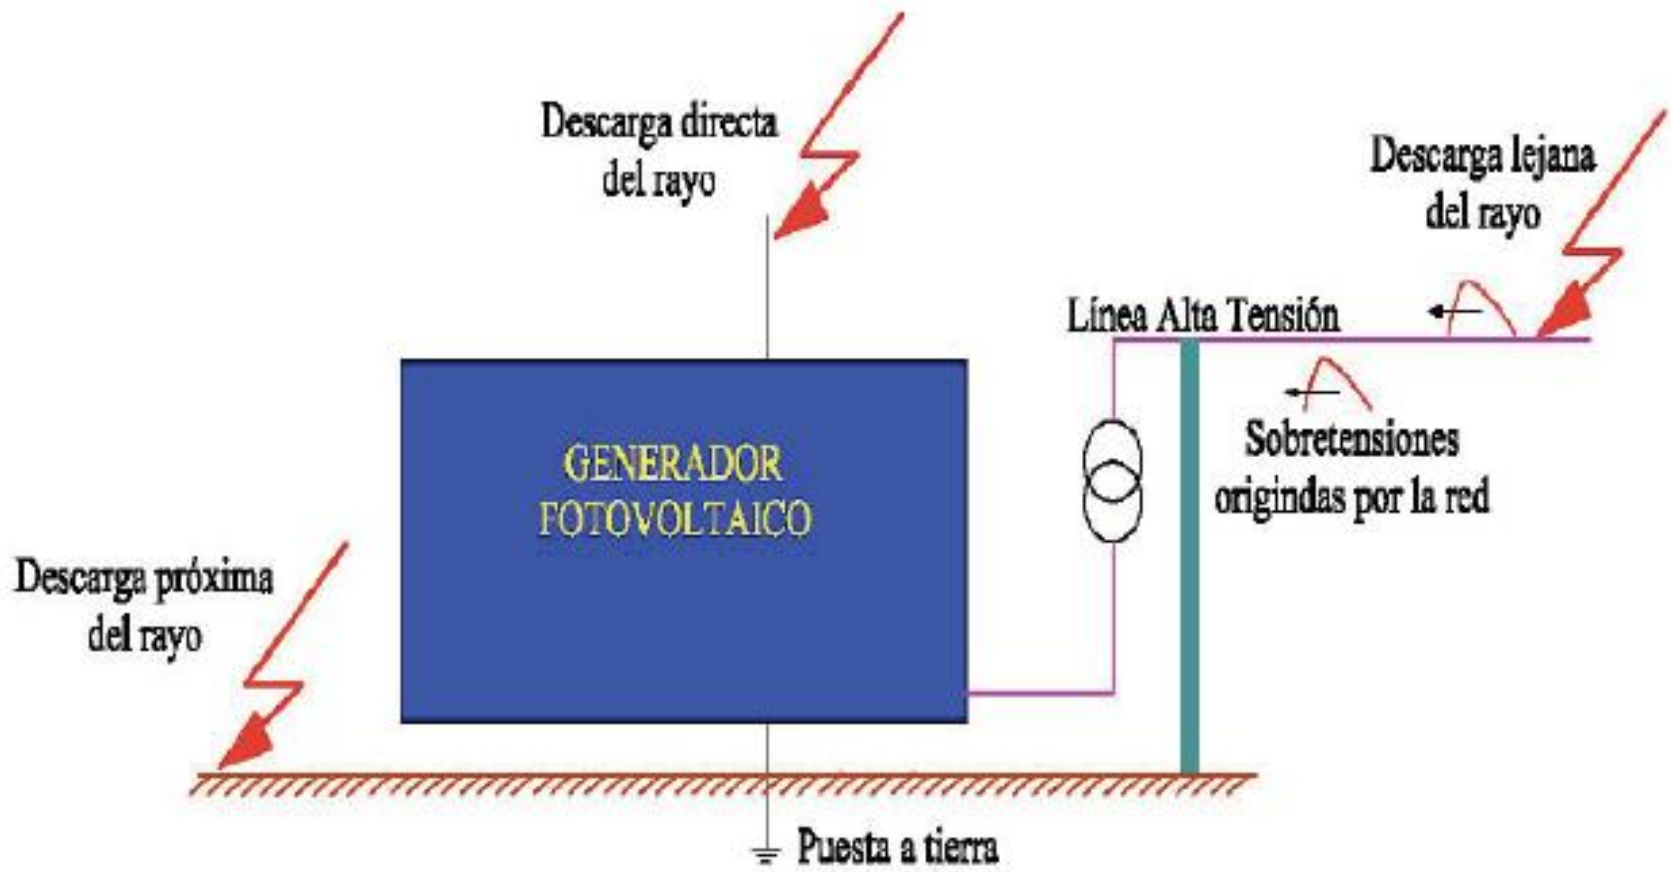 Descarga directa
del rayo
Descarga lejana
del rayo
Línea Alta Tensión
Sobretensiones
origindas por la red
GENERADOR
FOTOVOLTAICO
Descarga próxima
del rayo
Puesta a tierra